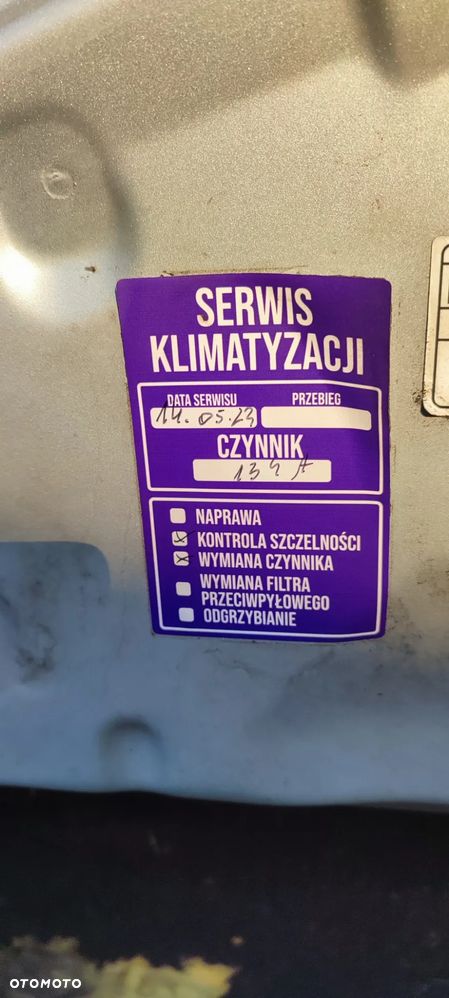 SERWIS
KLIMATYZACJI
DATA SERWISU PRZEBIEG
14.05.23
CZYNNIK
134A
NAPRAWA
KONTROLA SZCZELNOŚCI
WYMIANA CZYNNIKA
WYMIANA FILTRA
PRZECIWPYŁOWEGO
ODGRZYBIANIE
OTOMOTO